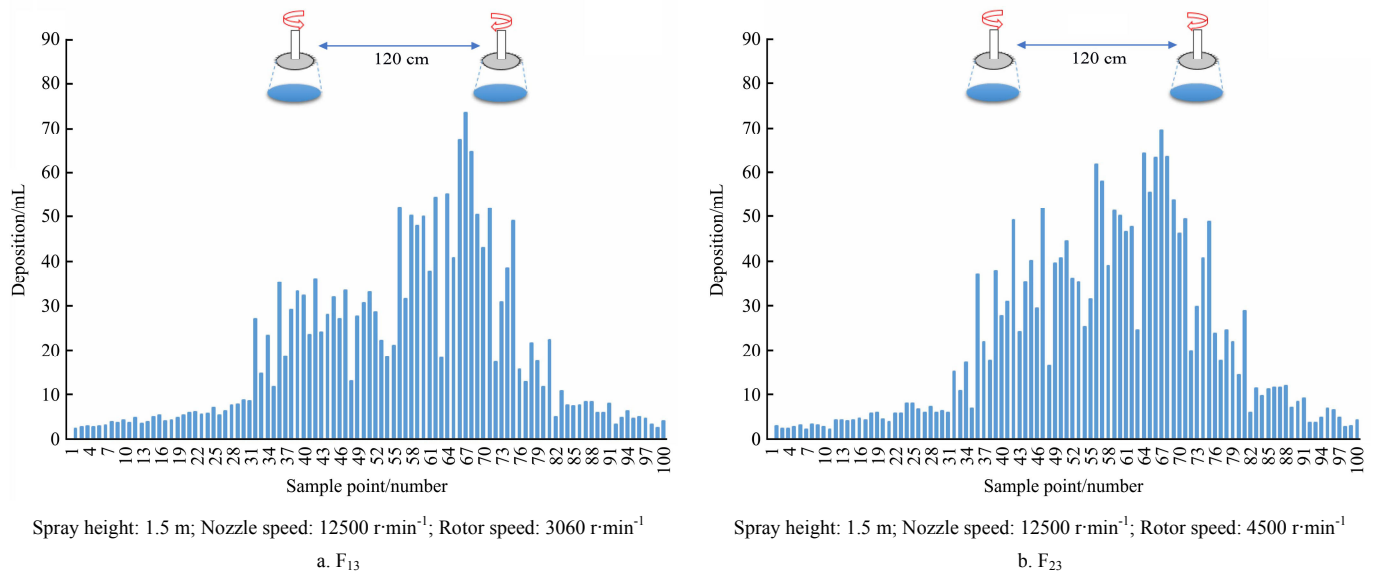 120 cm
90
80
70
60
50
40
30
20
10
0
Deposition/mL
1 4 7 10 13 16 19 22 25 28 31 34 37 40 43 46 49 52 55 58 61 64 67 70 73 76 79 82 85 88 91 94 97 100
Sample point/number
Spray height: 1.5 m; Nozzle speed: 12500 r·min⁻¹; Rotor speed: 3060 r·min⁻¹
a. F₁₃
120 cm
90
80
70
60
50
40
30
20
10
0
Deposition/mL
1 4 7 10 13 16 19 22 25 28 31 34 37 40 43 46 49 52 55 58 61 64 67 70 73 76 79 82 85 88 91 94 97 100
Sample point/number
Spray height: 1.5 m; Nozzle speed: 12500 r·min⁻¹; Rotor speed: 4500 r·min⁻¹
b. F₂₃